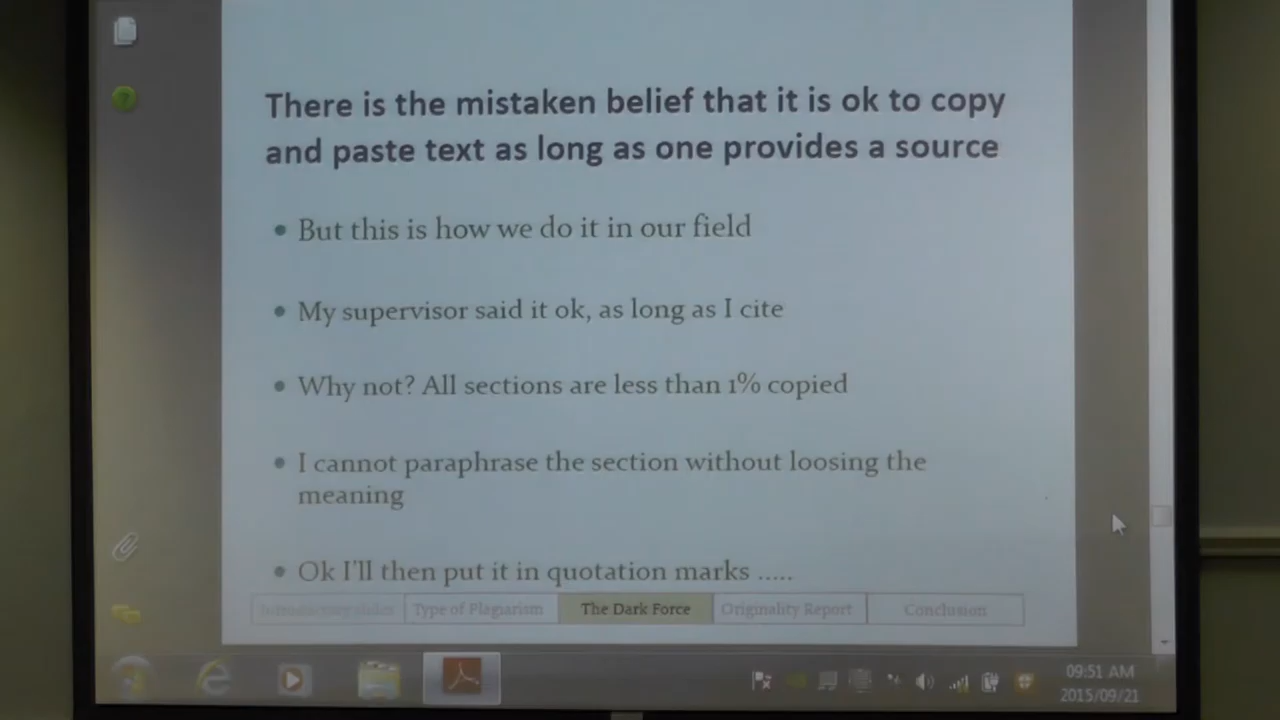 There is the mistaken belief that it is ok to copy
and paste text as long as one provides a source
• But this is how we do it in our field
• My supervisor said it ok, as long as I cite
• Why not? All sections are less than 1% copied
• I cannot paraphrase the section without loosing the
meaning
• Ok I'll then put it in quotation marks .....
Introductory slides Type of Plagiarism The Dark Force Originality Report Conclusion
09:51 AM
2015/09/21